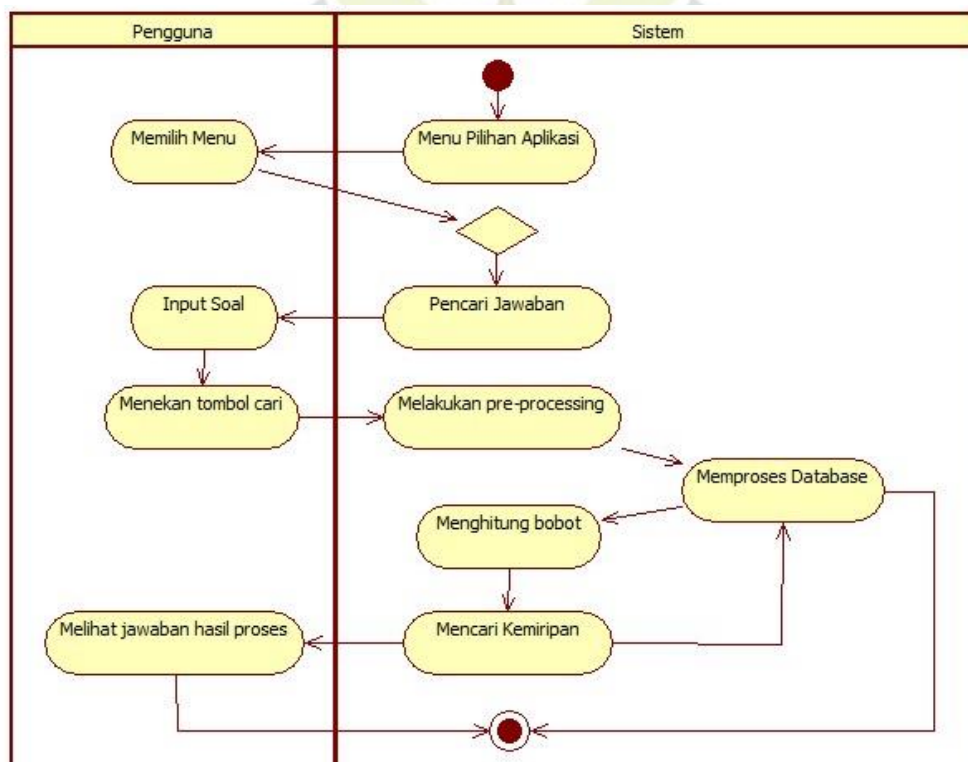 Pengguna
Sistem
Menu Pilihan Aplikasi
Memilih Menu
Pencari Jawaban
Input Soal
Menekan tombol cari
Melakukan pre-processing
Memproses Database
Menghitung bobot
Mencari Kemiripan
Melihat jawaban hasil proses